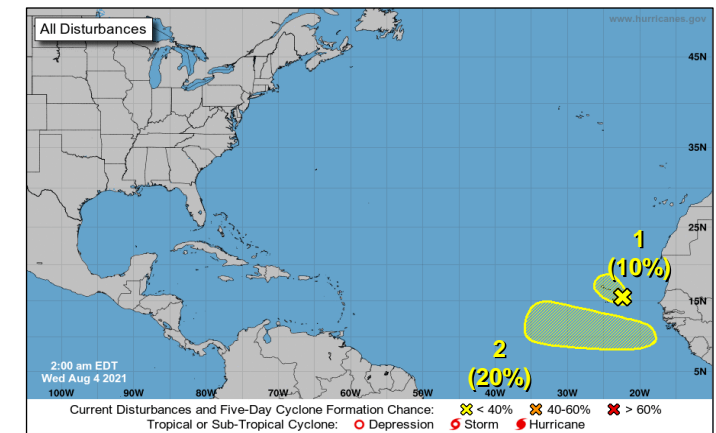 All Disturbances
www.hurricanes.gov
45N
35N
25N
1
(10%)
15N
2
(20%)
5N
2:00 am EDT
Wed Aug 4 2021
100W 90W 80W 70W 60W 50W 40W 30W 20W
Current Disturbances and Five-Day Cyclone Formation Chance: < 40% 40-60% > 60%
Tropical or Sub-Tropical Cyclone: Depression Storm Hurricane